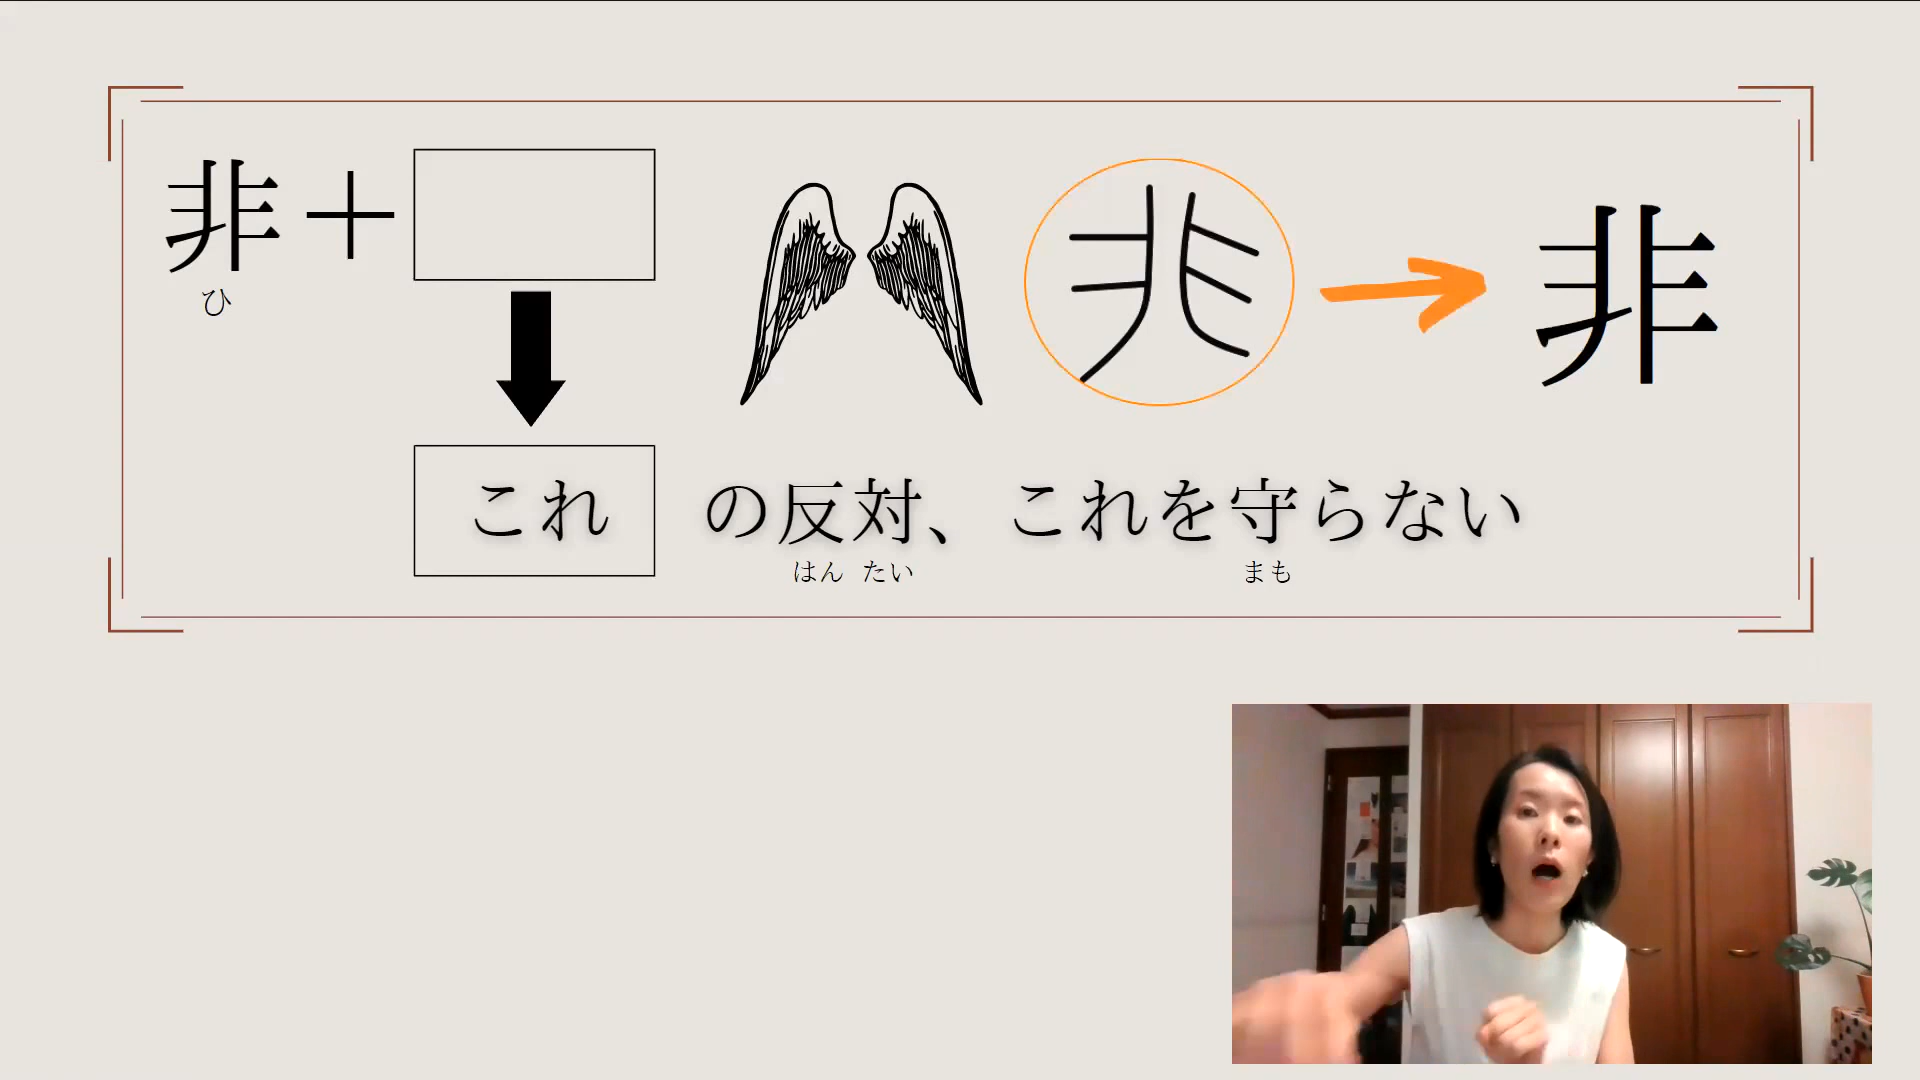 非+
ひ
非 → 非
これ の反対、これを守らない
はん たい まも